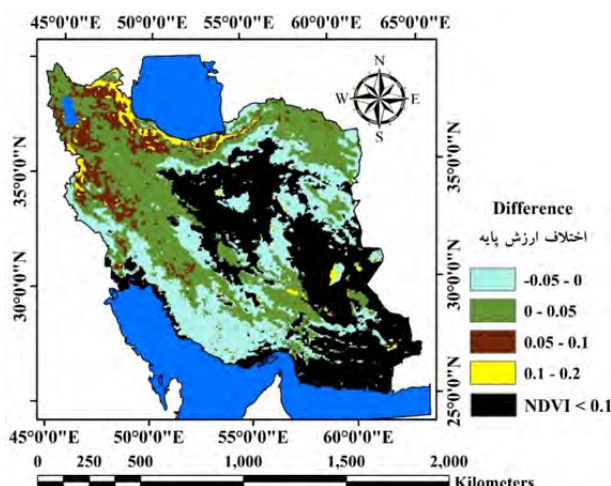 45°0'0"E 50°0'0"E 55°0'0"E 60°0'0"E 65°0'0"E
35°0'0"N
30°0'0"N
N
W E
S
35°0'0"N
30°0'0"N
25°0'0"N
45°0'0"E 50°0'0"E 55°0'0"E 60°0'0"E
Difference
اختلاف ارزش پایه
-0.05 - 0
0 - 0.05
0.05 - 0.1
0.1 - 0.2
NDVI < 0.1
0 250 500 1,000 1,500 2,000
Kilometers